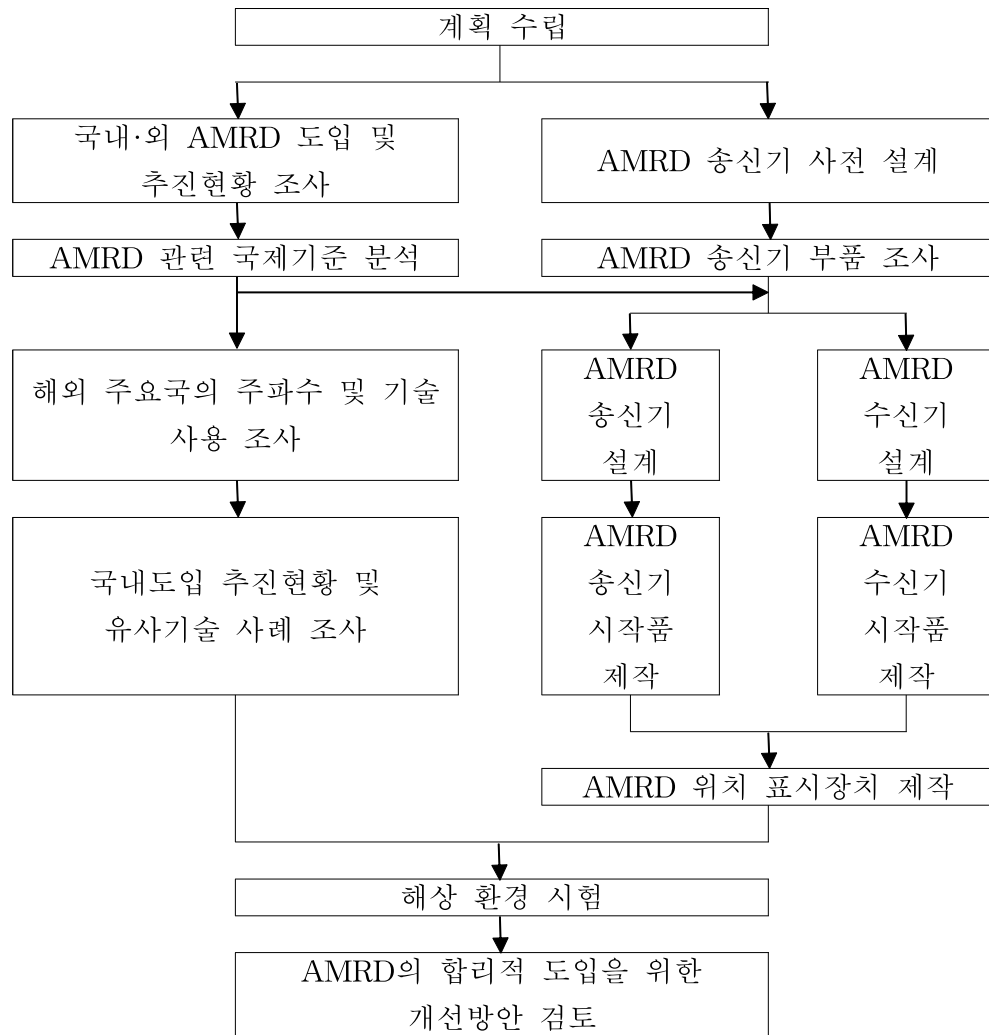 계획 수립
국내·외 AMRD 도입 및
추진현황 조사
AMRD 송신기 사전 설계
AMRD 관련 국제기준 분석
AMRD 송신기 부품 조사
해외 주요국의 주파수 및 기술
사용 조사
AMRD
송신기
설계
AMRD
수신기
설계
국내도입 추진현황 및
유사기술 사례 조사
AMRD
송신기
시작품
제작
AMRD
수신기
시작품
제작
AMRD 위치 표시장치 제작
해상 환경 시험
AMRD의 합리적 도입을 위한
개선방안 검토